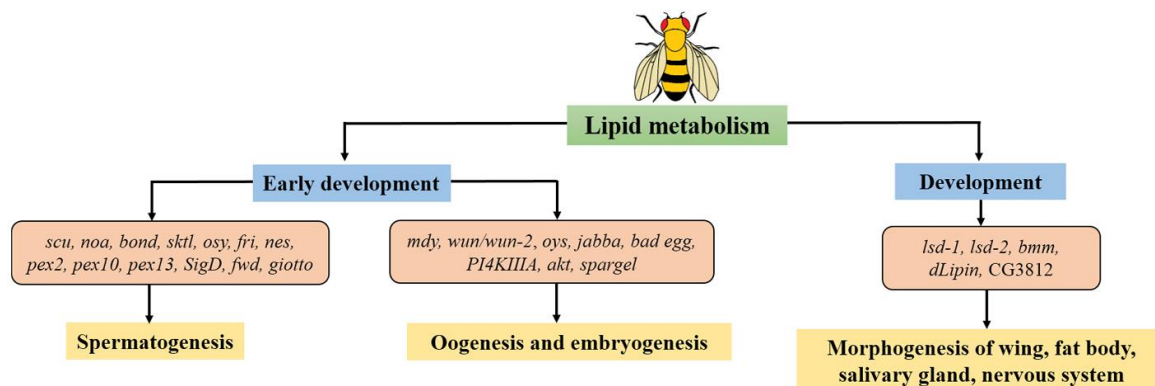 Lipid metabolism
Early development
Development
scu, noa, bond, sktl, osy, fri, nes,
pex2, pex10, pex13, SigD, fwd, giotto
mdy, wun/wun-2, oys, jabba, bad egg,
PI4KIIIA, akt, spargel
lsd-1, lsd-2, bmm,
dLipin, CG3812
Spermatogenesis
Oogenesis and embryogenesis
Morphogenesis of wing, fat body,
salivary gland, nervous system